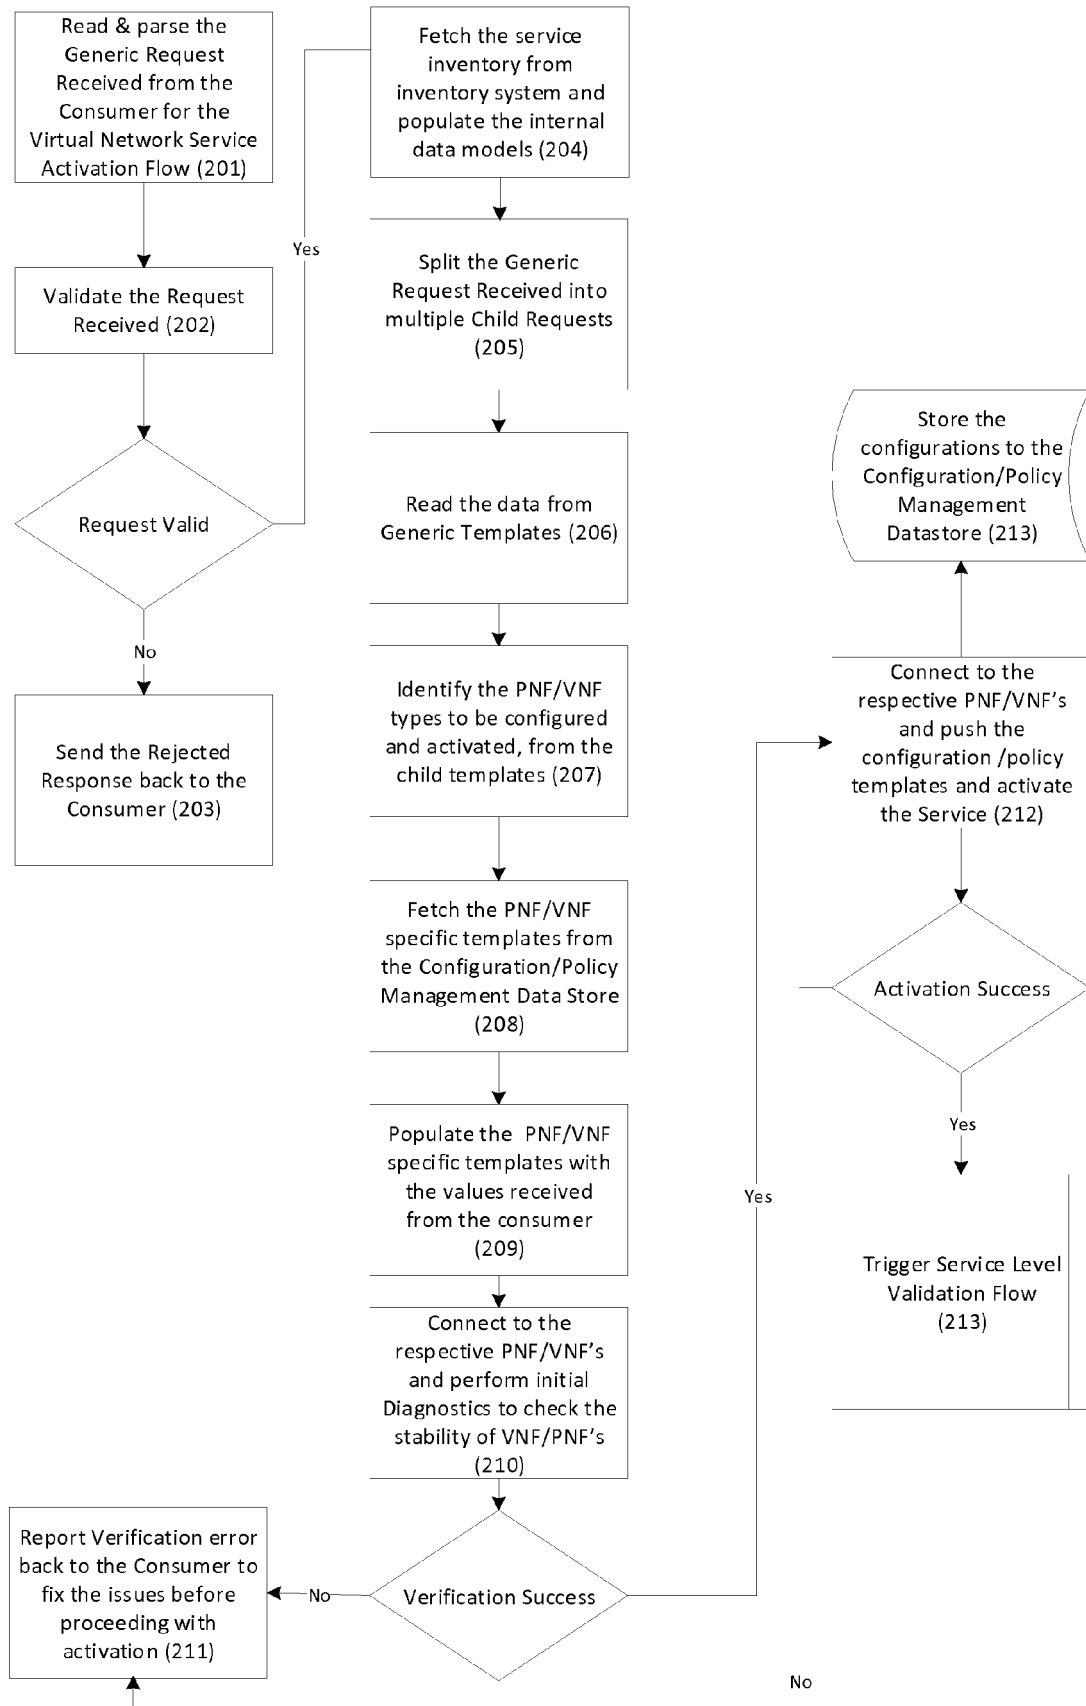 Read & parse the
Generic Request
Received from the
Consumer for the
Virtual Network Service
Activation Flow (201)
Validate the Request
Received (202)
Request Valid
No
Send the Rejected
Response back to the
Consumer (203)
Yes
Fetch the service
inventory from
inventory system and
populate the internal
data models (204)
Split the Generic
Request Received into
multiple Child Requests
(205)
Read the data from
Generic Templates (206)
Identify the PNF/VNF
types to be configured
and activated, from the
child templates (207)
Fetch the PNF/VNF
specific templates from
the Configuration/Policy
Management Data Store
(208)
Populate the PNF/VNF
specific templates with
the values received
from the consumer
(209)
Connect to the
respective PNF/VNF's
and perform initial
Diagnostics to check the
stability of VNF/PNF's
(210)
Verification Success
No
Report Verification error
back to the Consumer to
fix the issues before
proceeding with
activation (211)
Yes
Store the
configurations to the
Configuration/Policy
Management
Datastore (213)
Connect to the
respective PNF/VNF's
and push the
configuration /policy
templates and activate
the Service (212)
Activation Success
Yes
Trigger Service Level
Validation Flow
(213)
No